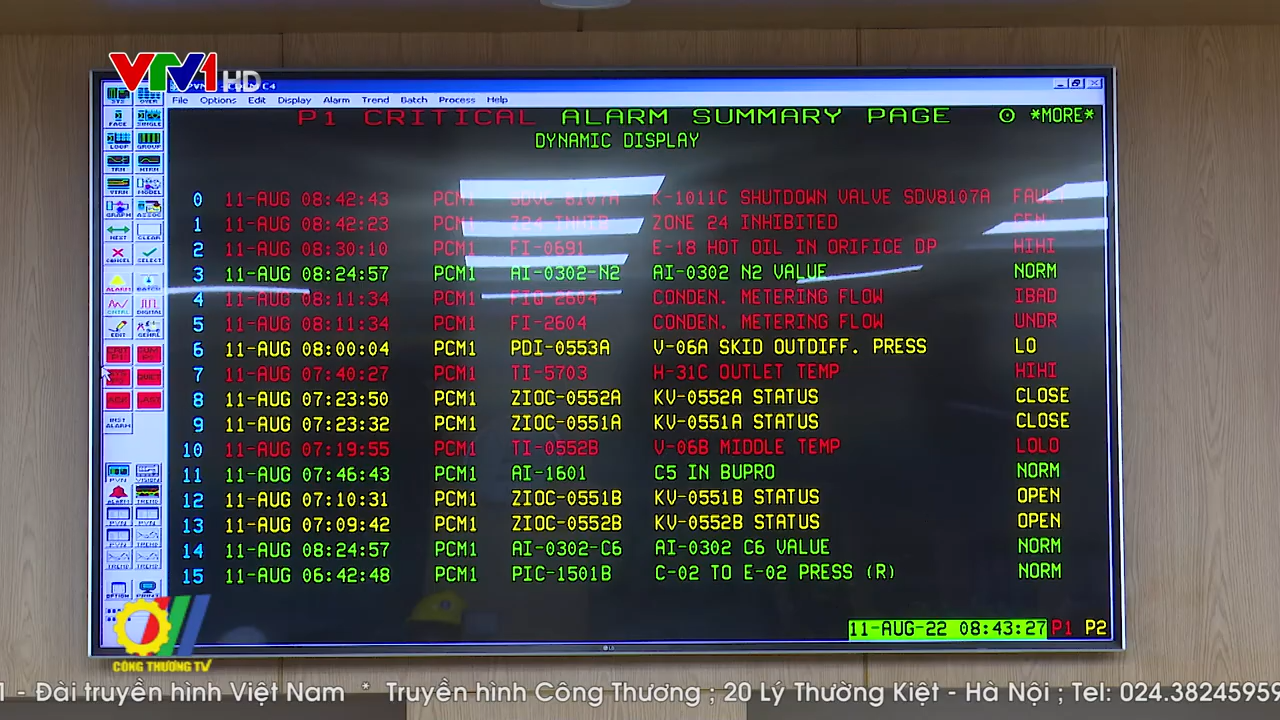 VTV1 HD
File Options Edit Display Alarm Trend Batch Process Help
P1 CRITICAL ALARM SUMMARY PAGE *MORE*
DYNAMIC DISPLAY
0 11-AUG 08:42:43 PCM1 SDVC-8107A K-1011C SHUTDOWN VALVE SDV8107A FAULT
1 11-AUG 08:42:23 PCM1 Z24-INHIB ZONE 24 INHIBITED GEN
2 11-AUG 08:30:10 PCM1 FI-0691 E-18 HOT OIL IN ORIFICE DP HIHI
3 11-AUG 08:24:57 PCM1 AI-0302-N2 AI-0302 N2 VALUE NORM
4 11-AUG 08:11:34 PCM1 FIQ-2604 CONDEN. METERING FLOW IBAD
5 11-AUG 08:11:34 PCM1 FI-2604 CONDEN. METERING FLOW UNDR
6 11-AUG 08:00:04 PCM1 PDI-0553A V-06A SKID OUTDIFF. PRESS LO
7 11-AUG 07:40:27 PCM1 TI-5703 H-31C OUTLET TEMP HIHI
8 11-AUG 07:23:50 PCM1 ZIOC-0552A KV-0552A STATUS CLOSE
9 11-AUG 07:23:32 PCM1 ZIOC-0551A KV-0551A STATUS CLOSE
10 11-AUG 07:19:55 PCM1 TI-0552B V-06B MIDDLE TEMP LOLO
11 11-AUG 07:46:43 PCM1 AI-1601 C5 IN BUPRO NORM
12 11-AUG 07:10:31 PCM1 ZIOC-0551B KV-0551B STATUS OPEN
13 11-AUG 07:09:42 PCM1 ZIOC-0552B KV-0552B STATUS OPEN
14 11-AUG 08:24:57 PCM1 AI-0302-C6 AI-0302 C6 VALUE NORM
15 11-AUG 06:42:48 PCM1 PIC-1501B C-02 TO E-02 PRESS (R) NORM
11-AUG-22 08:43:27 P1 P2
CÔNG THƯƠNG TV
1 - Đài truyền hình Việt Nam * Truyền hình Công Thương ; 20 Lý Thường Kiệt - Hà Nội ; Tel: 024.38245959